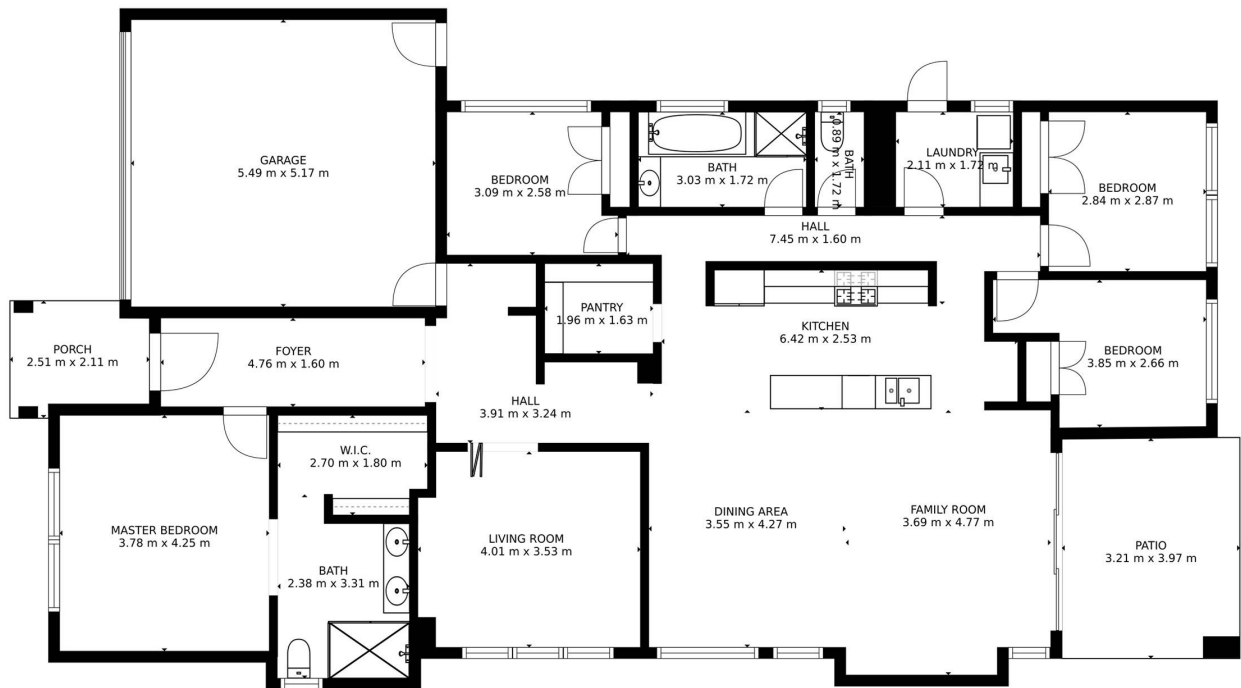 GARAGE
5.49 m x 5.17 m
BEDROOM
3.09 m x 2.58 m
BATH
3.03 m x 1.72 m
BATH
0.89 m x 1.72 m
LAUNDRY
2.11 m x 1.72 m
BEDROOM
2.84 m x 2.87 m
HALL
7.45 m x 1.60 m
PANTRY
1.96 m x 1.63 m
KITCHEN
6.42 m x 2.53 m
BEDROOM
3.85 m x 2.66 m
PORCH
2.51 m x 2.11 m
FOYER
4.76 m x 1.60 m
HALL
3.91 m x 3.24 m
W.I.C.
2.70 m x 1.80 m
MASTER BEDROOM
3.78 m x 4.25 m
BATH
2.38 m x 3.31 m
LIVING ROOM
4.01 m x 3.53 m
DINING AREA
3.55 m x 4.27 m
FAMILY ROOM
3.69 m x 4.77 m
PATIO
3.21 m x 3.97 m